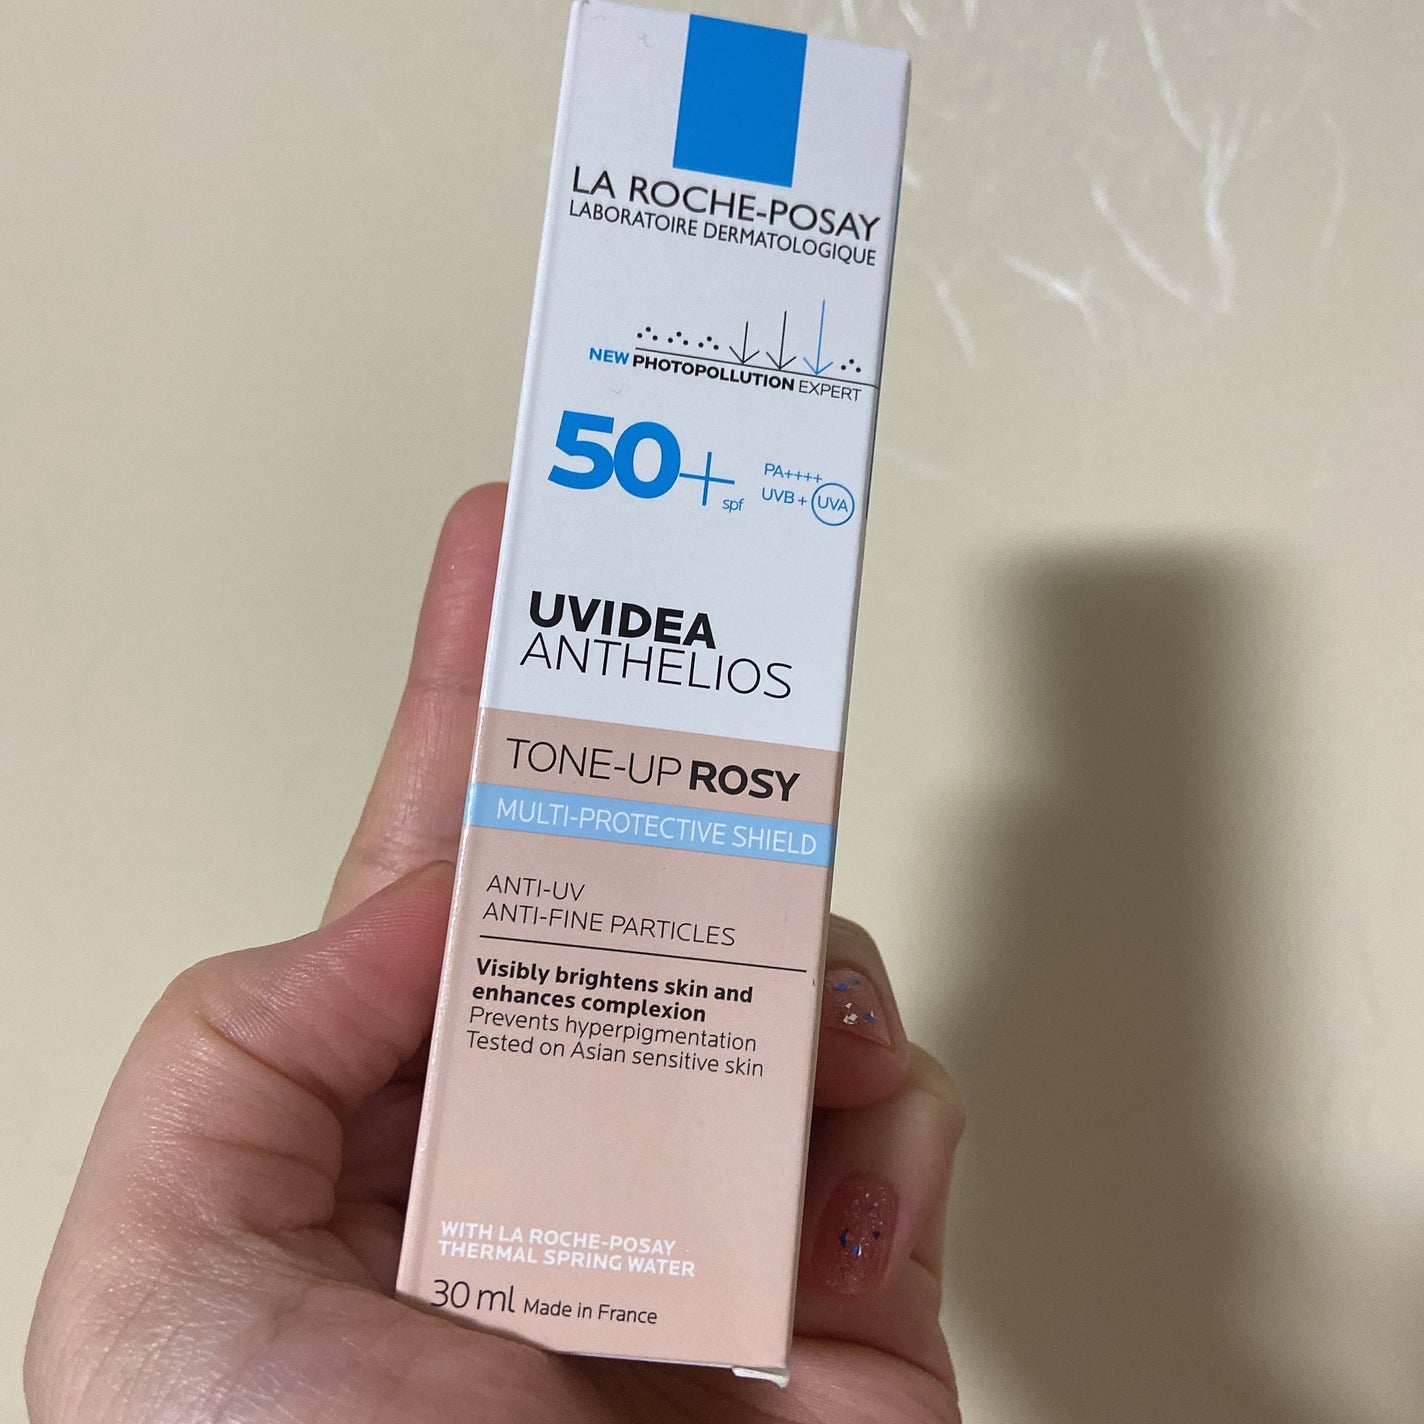 LA ROCHE-POSAY
LABORATOIRE DERMATOLOGIQUE
NEW PHOTOPOLLUTION EXPERT
50+ spf
PA++++
UVB + UVA
UVIDEA
ANTHELIOS
TONE-UP ROSY
MULTI-PROTECTIVE SHIELD
ANTI-UV
ANTI-FINE PARTICLES
Visibly brightens skin and
enhances complexion
Prevents hyperpigmentation
Tested on Asian sensitive skin
WITH LA ROCHE-POSAY
THERMAL SPRING WATER
30 ml Made in France